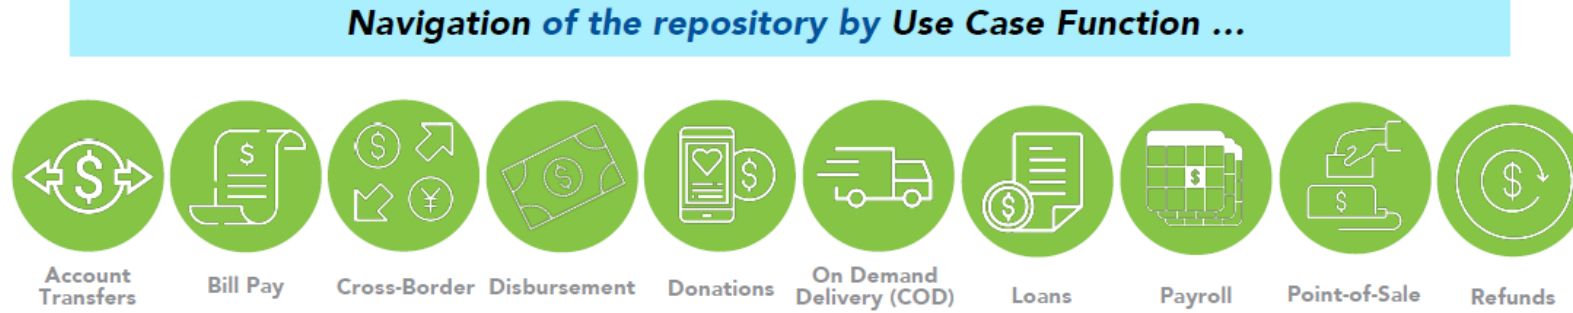 Navigation of the repository by Use Case Function ...
$
$
$
¥
$
$
$
$
$
$
Account
Transfers
Bill Pay
Cross-Border
Disbursement
Donations
On Demand
Delivery (COD)
Loans
Payroll
Point-of-Sale
Refunds